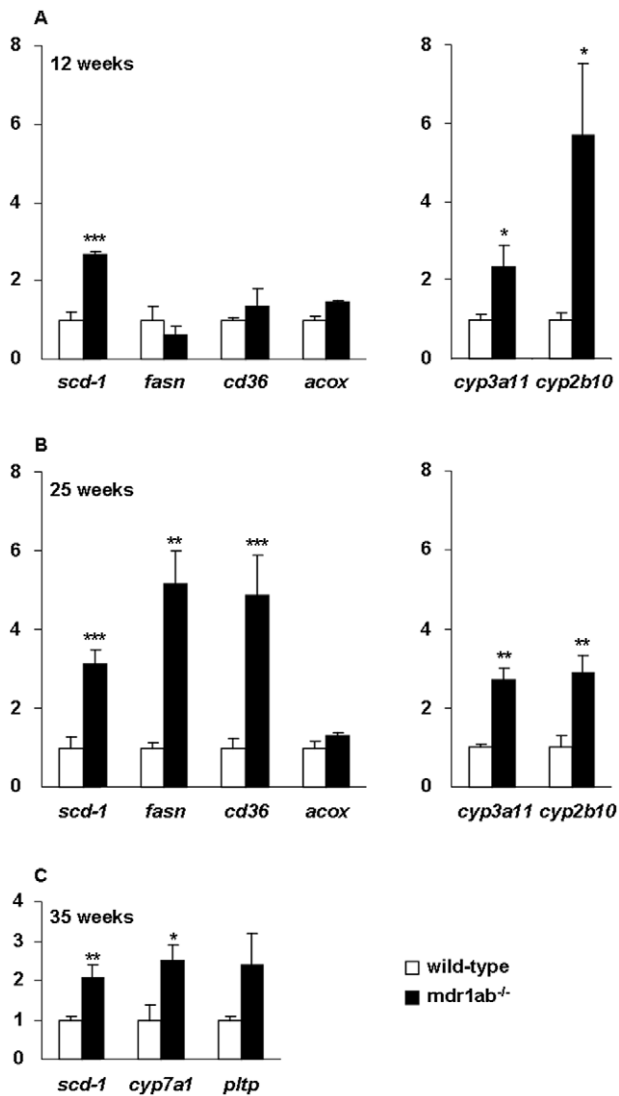 A
8
6
4
2
0
12 weeks
***
scd-1 fasn cd36 acox
8
6
4
2
0
*
*
cyp3a11 cyp2b10
B
8
6
4
2
0
25 weeks
***
**
***
scd-1 fasn cd36 acox
8
6
4
2
0
**
**
cyp3a11 cyp2b10
C
4
3
2
1
0
35 weeks
**
*
scd-1 cyp7a1 pltp
wild-type
mdr1ab-/-